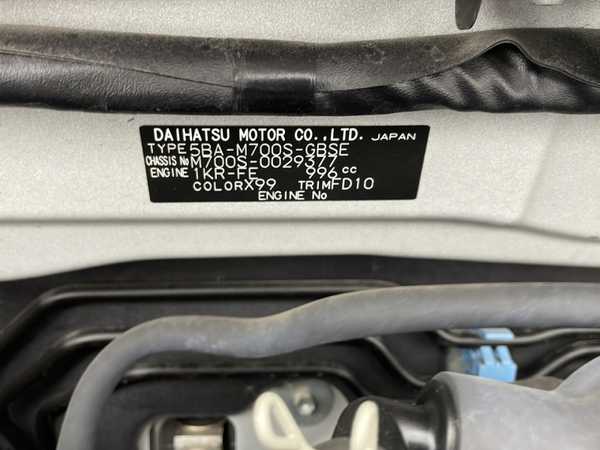 DAIHATSU MOTOR CO.,LTD. JAPAN
TYPE 5BA-M700S-GBSE
CHASSIS No M700S-0029377
ENGINE 1KR-FE 996 cc
COLOR X99 TRIM FD10
ENGINE No